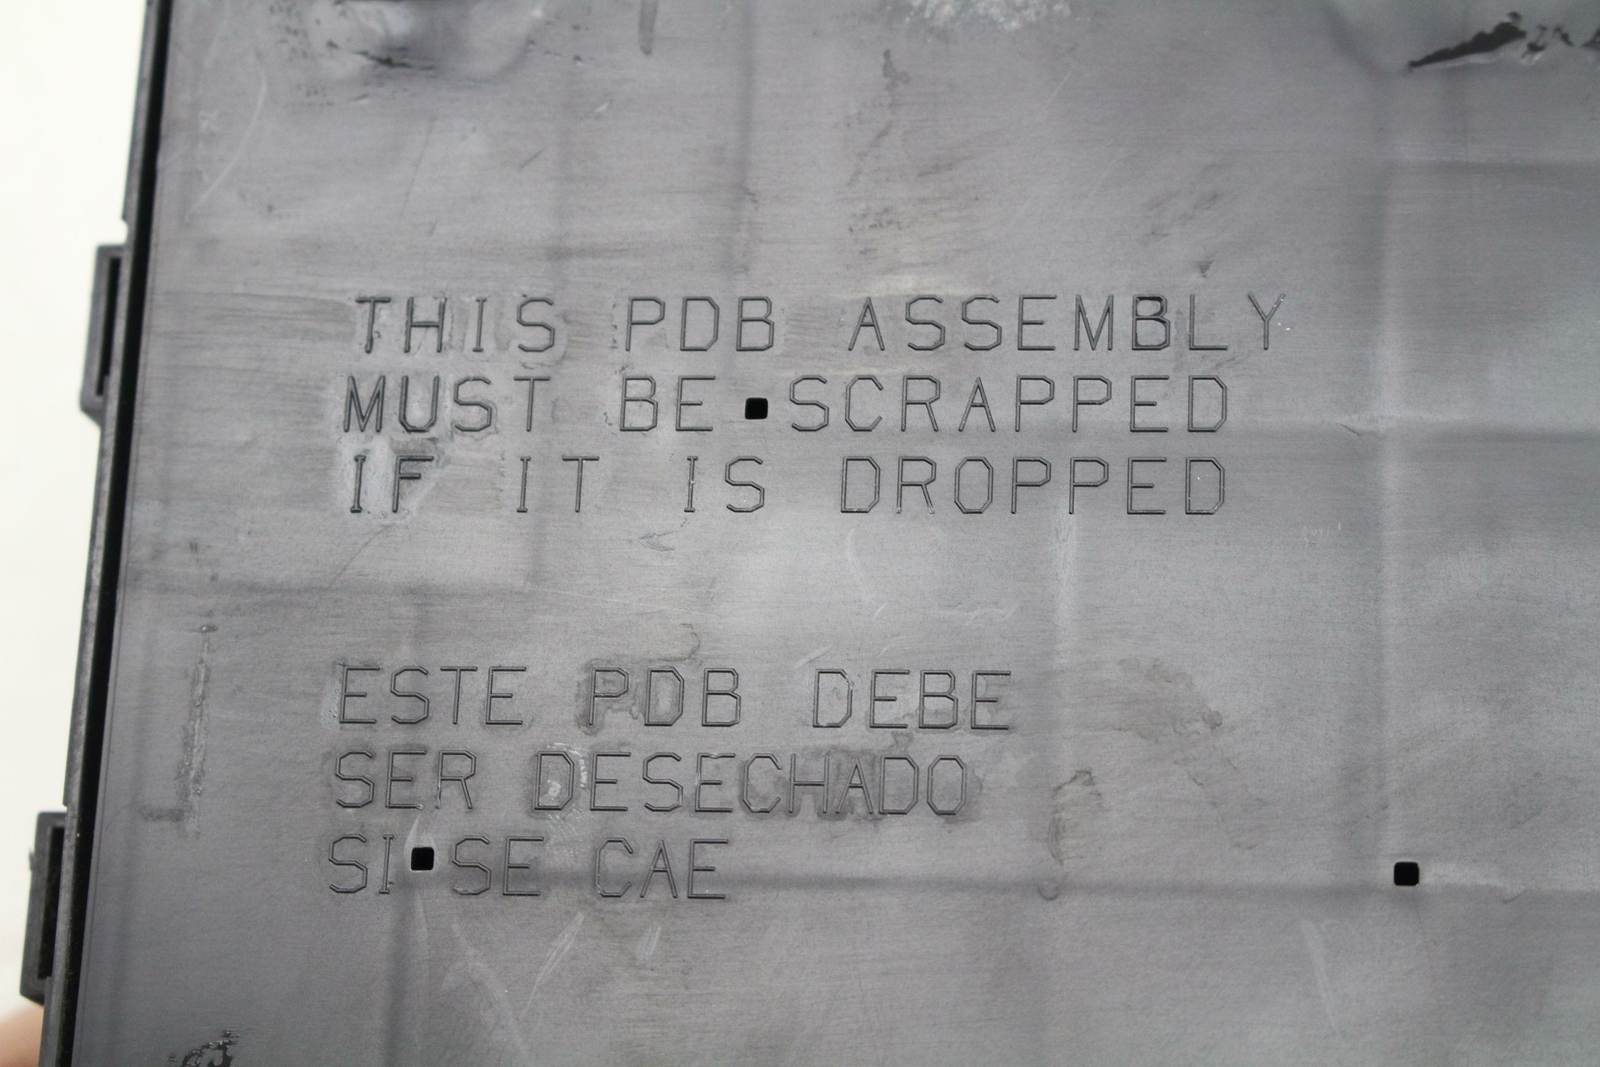 THIS PDB ASSEMBLY
MUST BE SCRAPPED
IF IT IS DROPPED
ESTE PDB DEBE
SER DESECHADO
SI SE CAE